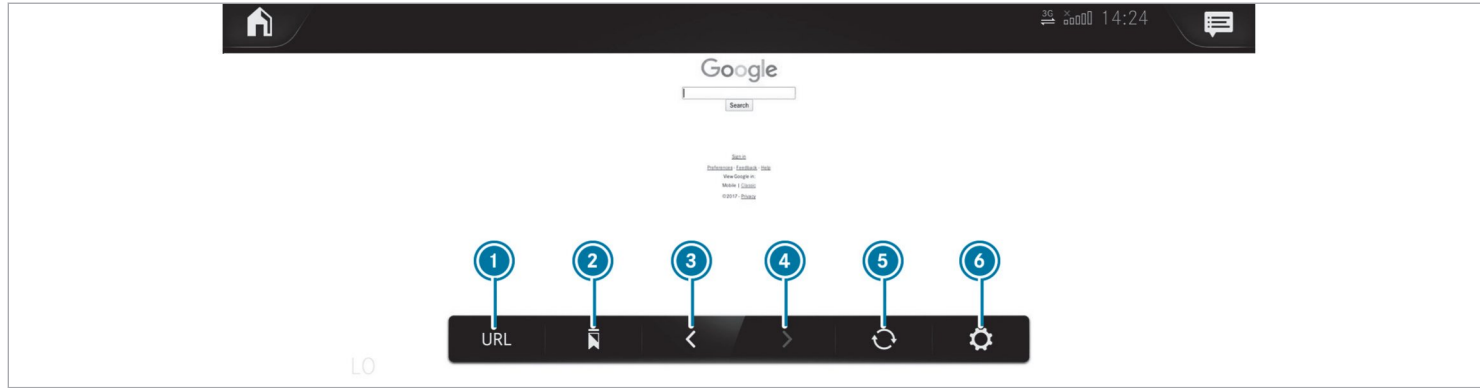 3G 14:24
Google
Search
Sign in
Preferences - Feedback - Help
View Google in:
Mobile | Classic
©2017 - Privacy
1 2 3 4 5 6
URL
LO